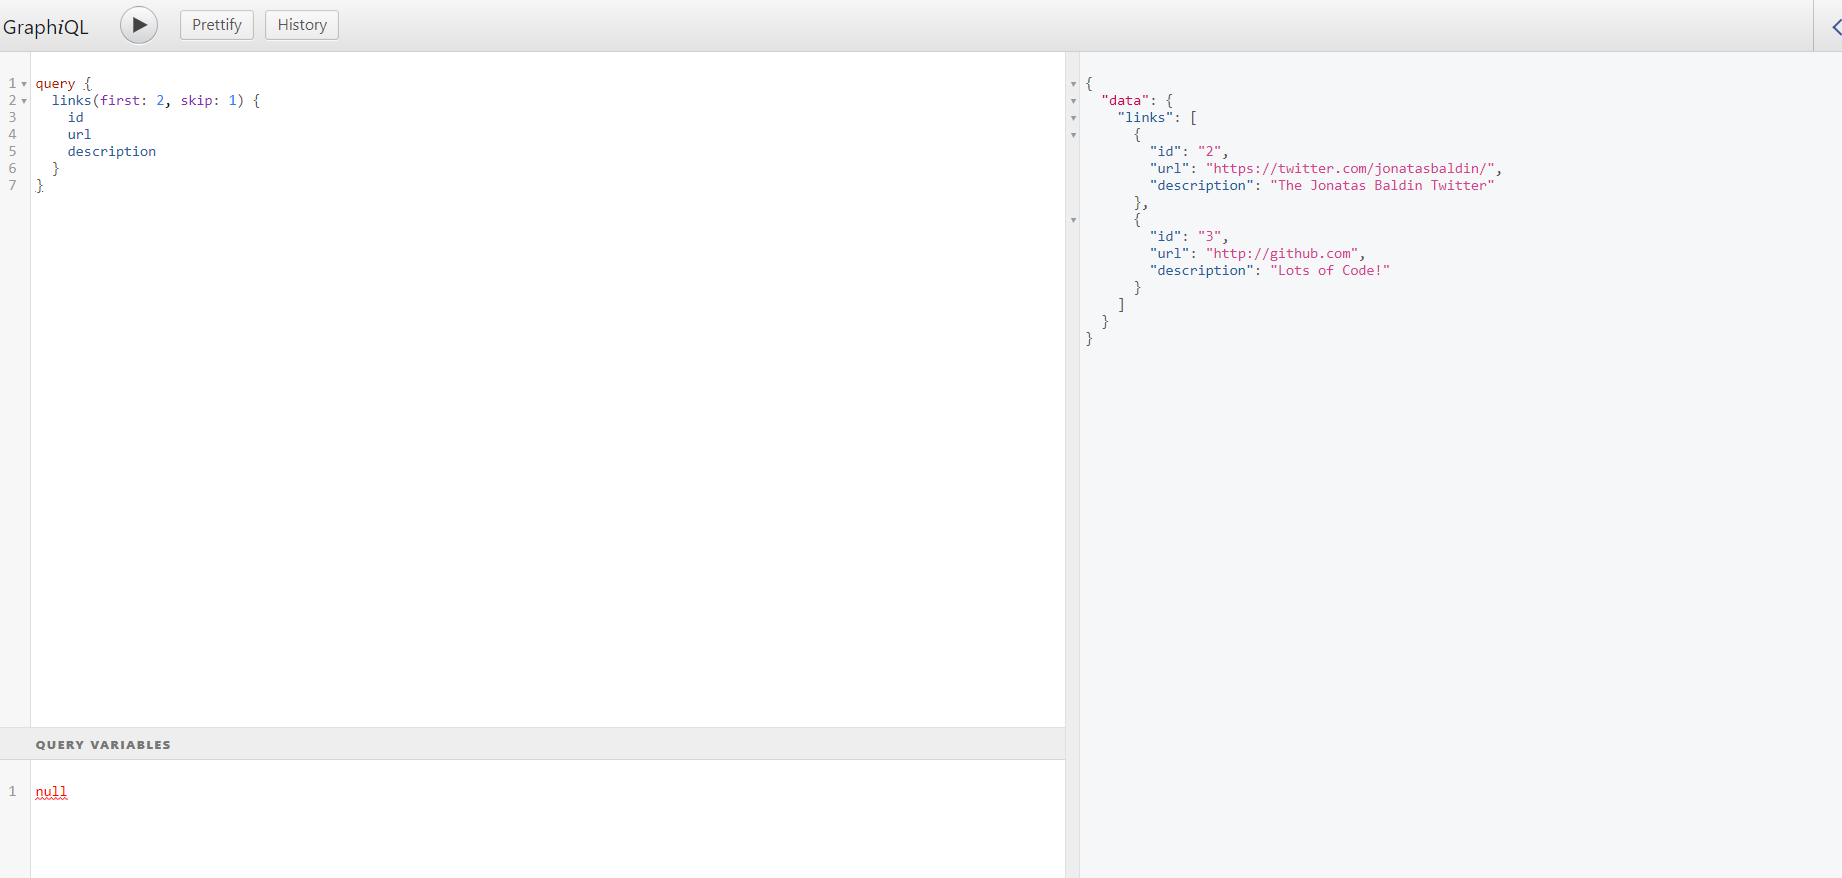 GraphiQL
Prettify
History
1 query {
2   links(first: 2, skip: 1) {
3     id
4     url
5     description
6   }
7 }
QUERY VARIABLES
1 null
{
  "data": {
    "links": [
      {
        "id": "2",
        "url": "https://twitter.com/jonatasbaldin/",
        "description": "The Jonatas Baldin Twitter"
      },
      {
        "id": "3",
        "url": "http://github.com",
        "description": "Lots of Code!"
      }
    ]
  }
}